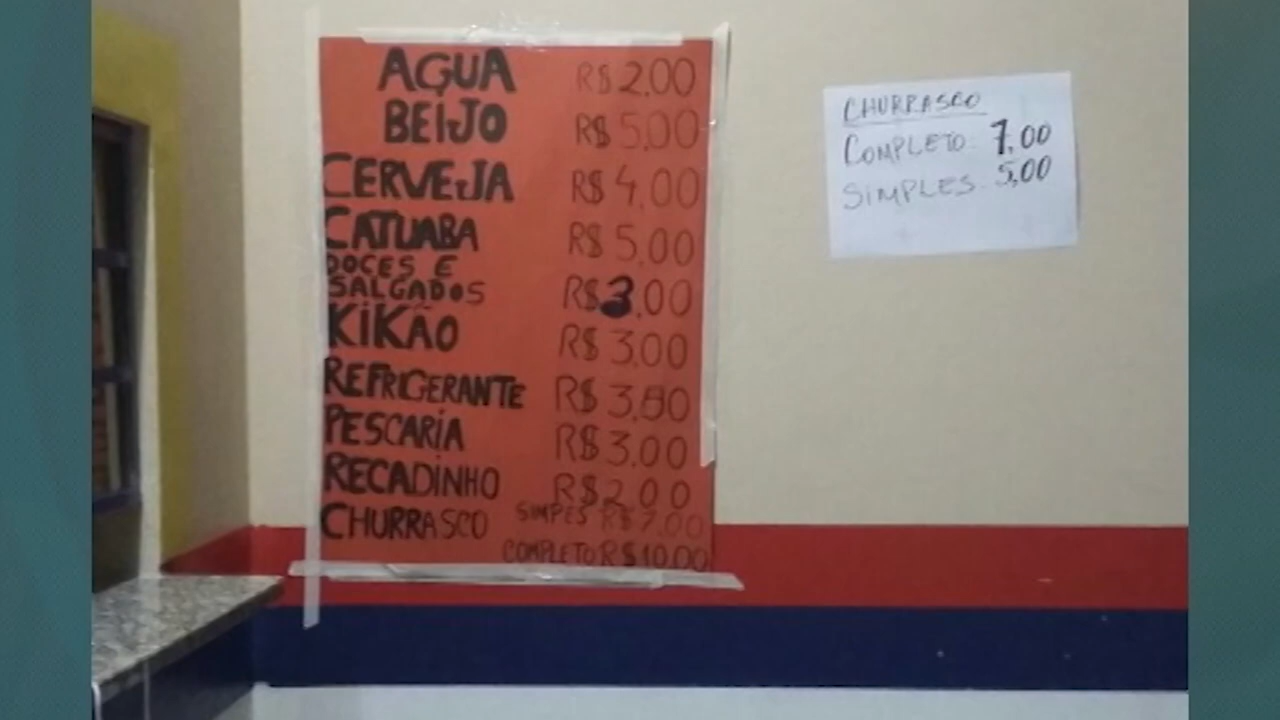 AGUA R$ 2.00
BEIJO R$ 5,00
CERVEJA R$ 4.00
CATUABA R$ 5.00
DOCES E
SALGADOS R$ 3.00
KIKÃO R$ 3.00
REFRIGERANTE R$ 3.50
PESCARIA R$ 3.00
RECADINHO R$ 2.00
CHURRASCO SIMPES R$ 7.00
COMPLETO R$ 10.00
CHURRASCO
COMPLETO 7,00
SIMPLES 5,00